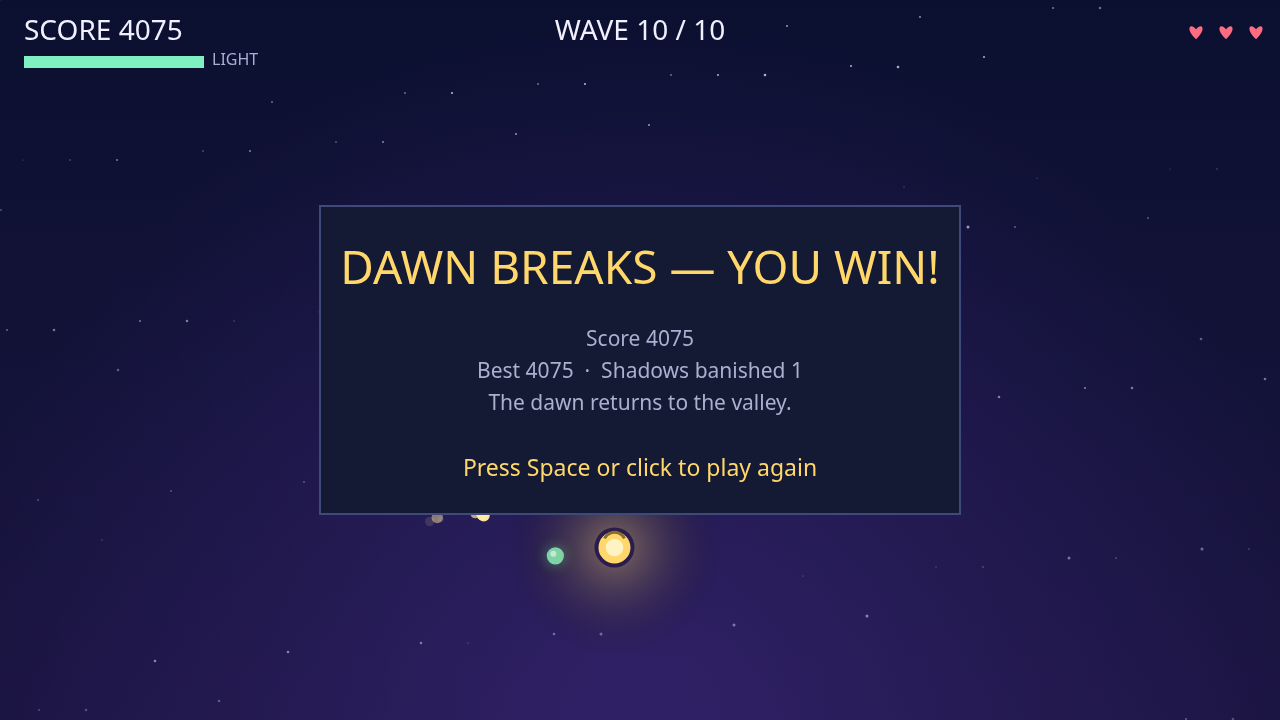 SCORE 4075
WAVE 10 / 10
LIGHT
DAWN BREAKS — YOU WIN!
Score 4075
Best 4075 · Shadows banished 1
The dawn returns to the valley.
Press Space or click to play again